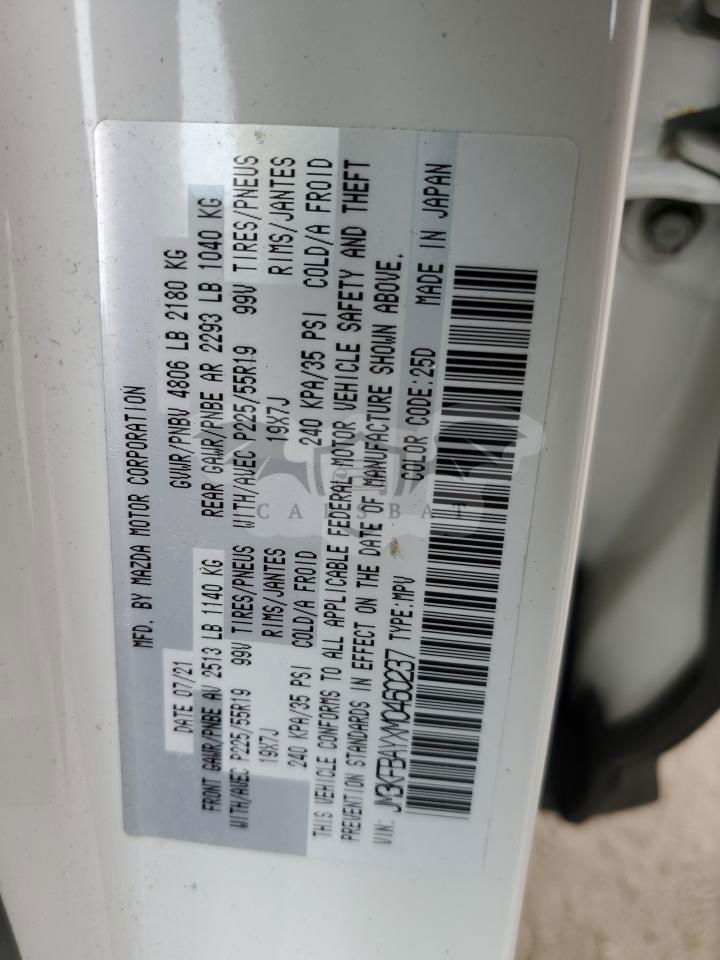 MFD. BY MAZDA MOTOR CORPORATION
DATE 07/21 GVWR/PNBV 4806 LB 2180 KG
FRONT GAWR/PNBE AV 2513 LB 1140 KG REAR GAWR/PNBE AR 2293 LB 1040 KG
WITH/AVEC P225/55R19 99V TIRES/PNEUS WITH/AVEC P225/55R19 99V TIRES/PNEUS
19X7J RIMS/JANTES 19X7J RIMS/JANTES
240 KPA/35 PSI COLD/A FROID 240 KPA/35 PSI COLD/A FROID
THIS VEHICLE CONFORMS TO ALL APPLICABLE FEDERAL MOTOR VEHICLE SAFETY AND THEFT
PREVENTION STANDARDS IN EFFECT ON THE DATE OF MANUFACTURE SHOWN ABOVE.
VIN: JM3KFBAYXM0460237 TYPE:MPV COLOR CODE:25D MADE IN JAPAN
CARSBAT